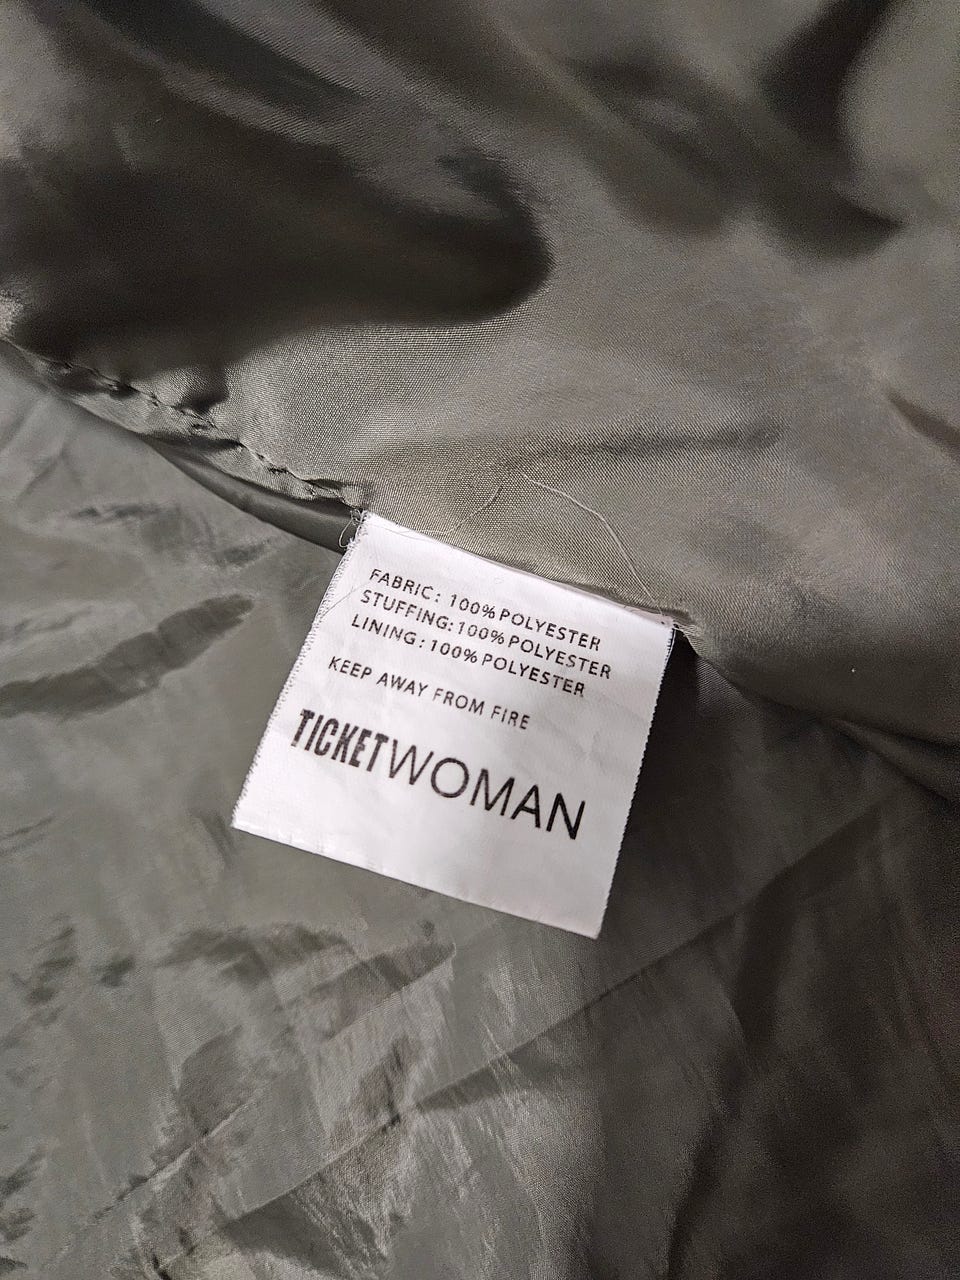 FABRIC: 100% POLYESTER
STUFFING: 100% POLYESTER
LINING: 100% POLYESTER
KEEP AWAY FROM FIRE
TICKETWOMAN